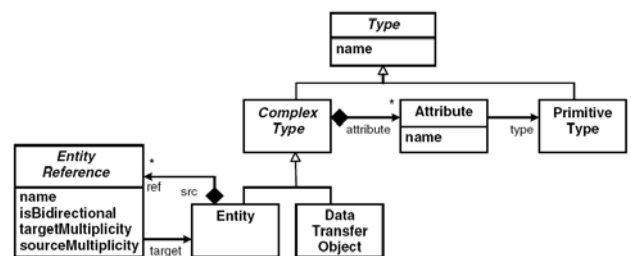 Type
name
Complex
Type
*
attribute
Attribute
name
type
Primitive
Type
Entity
Reference
name
isBidirectional
targetMultiplicity
sourceMultiplicity
*
ref
src
target
Entity
Data
Transfer
Object